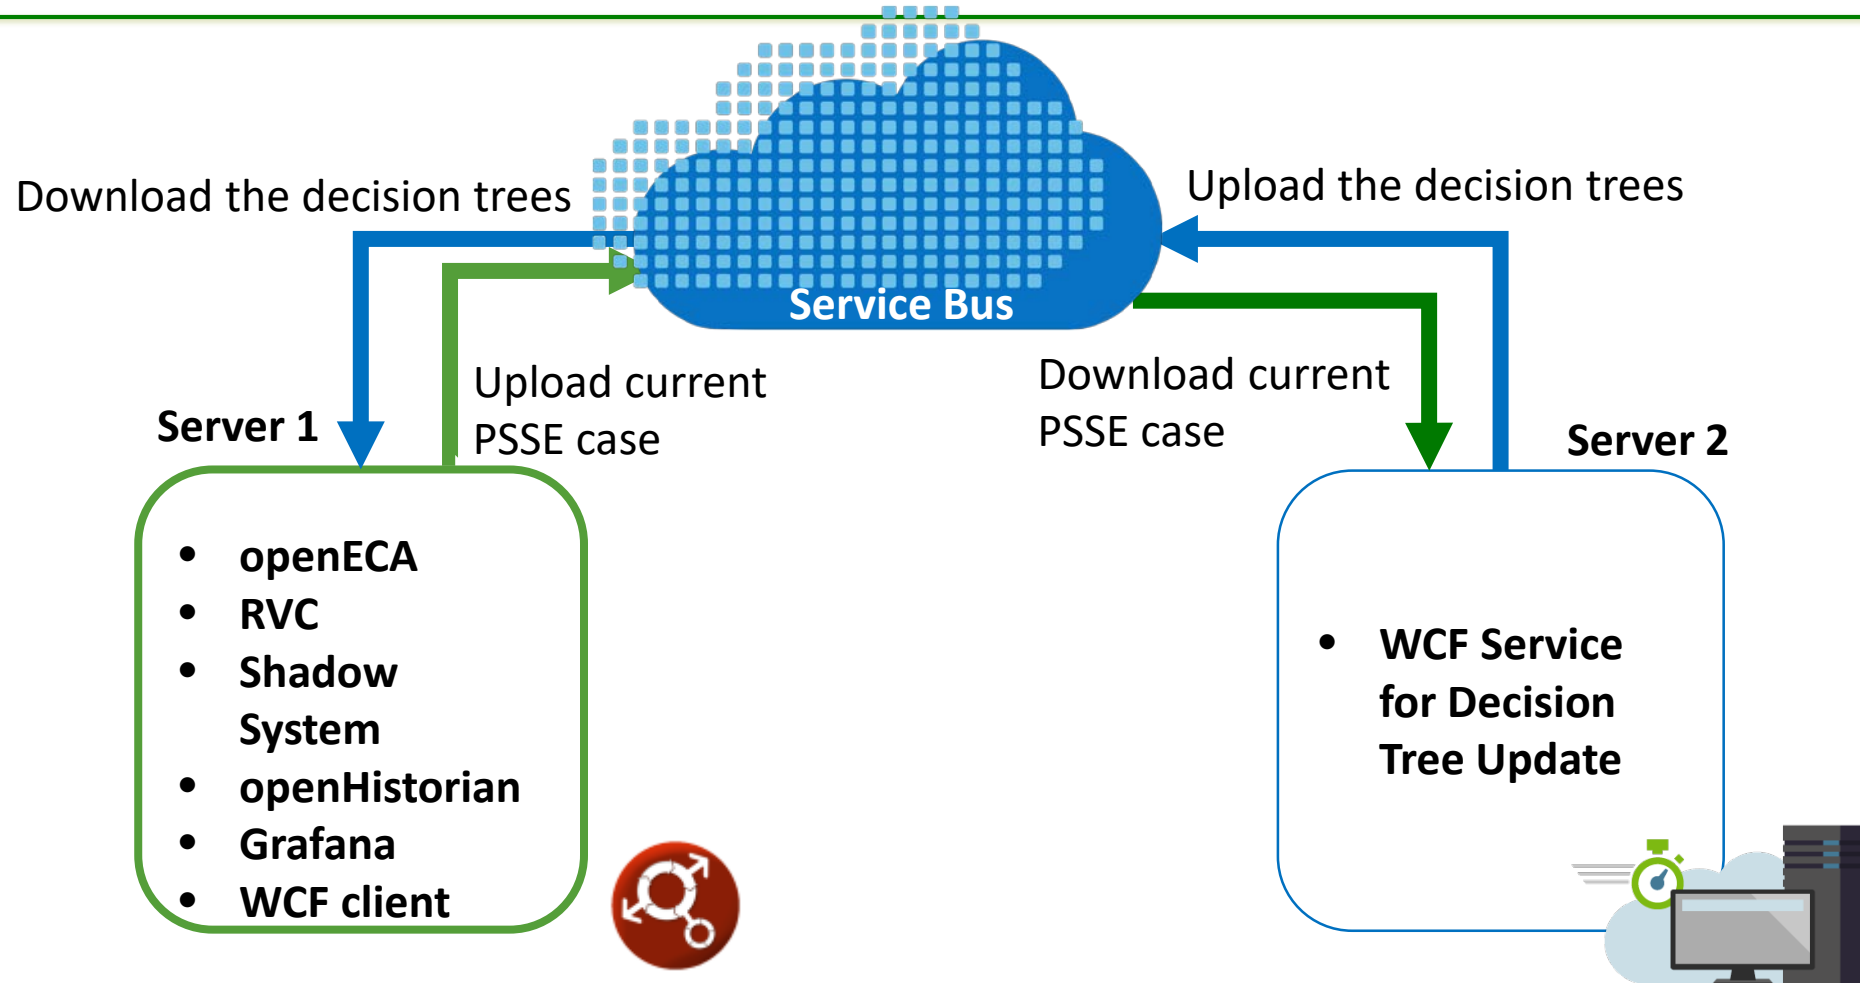 Download the decision trees
Upload the decision trees
Service Bus
Upload current
PSSE case
Download current
PSSE case
Server 1
Server 2
• openECA
• RVC
• Shadow
System
• openHistorian
• Grafana
• WCF client
• WCF Service
for Decision
Tree Update